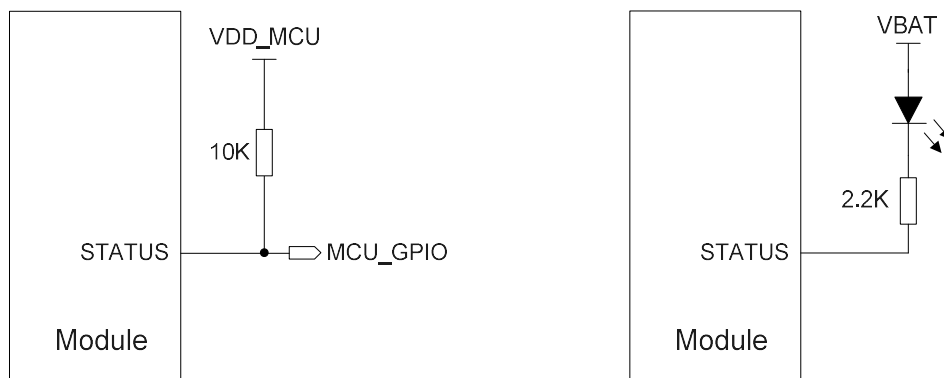 VDD_MCU
10K
STATUS
MCU_GPIO
Module
VBAT
2.2K
STATUS
Module